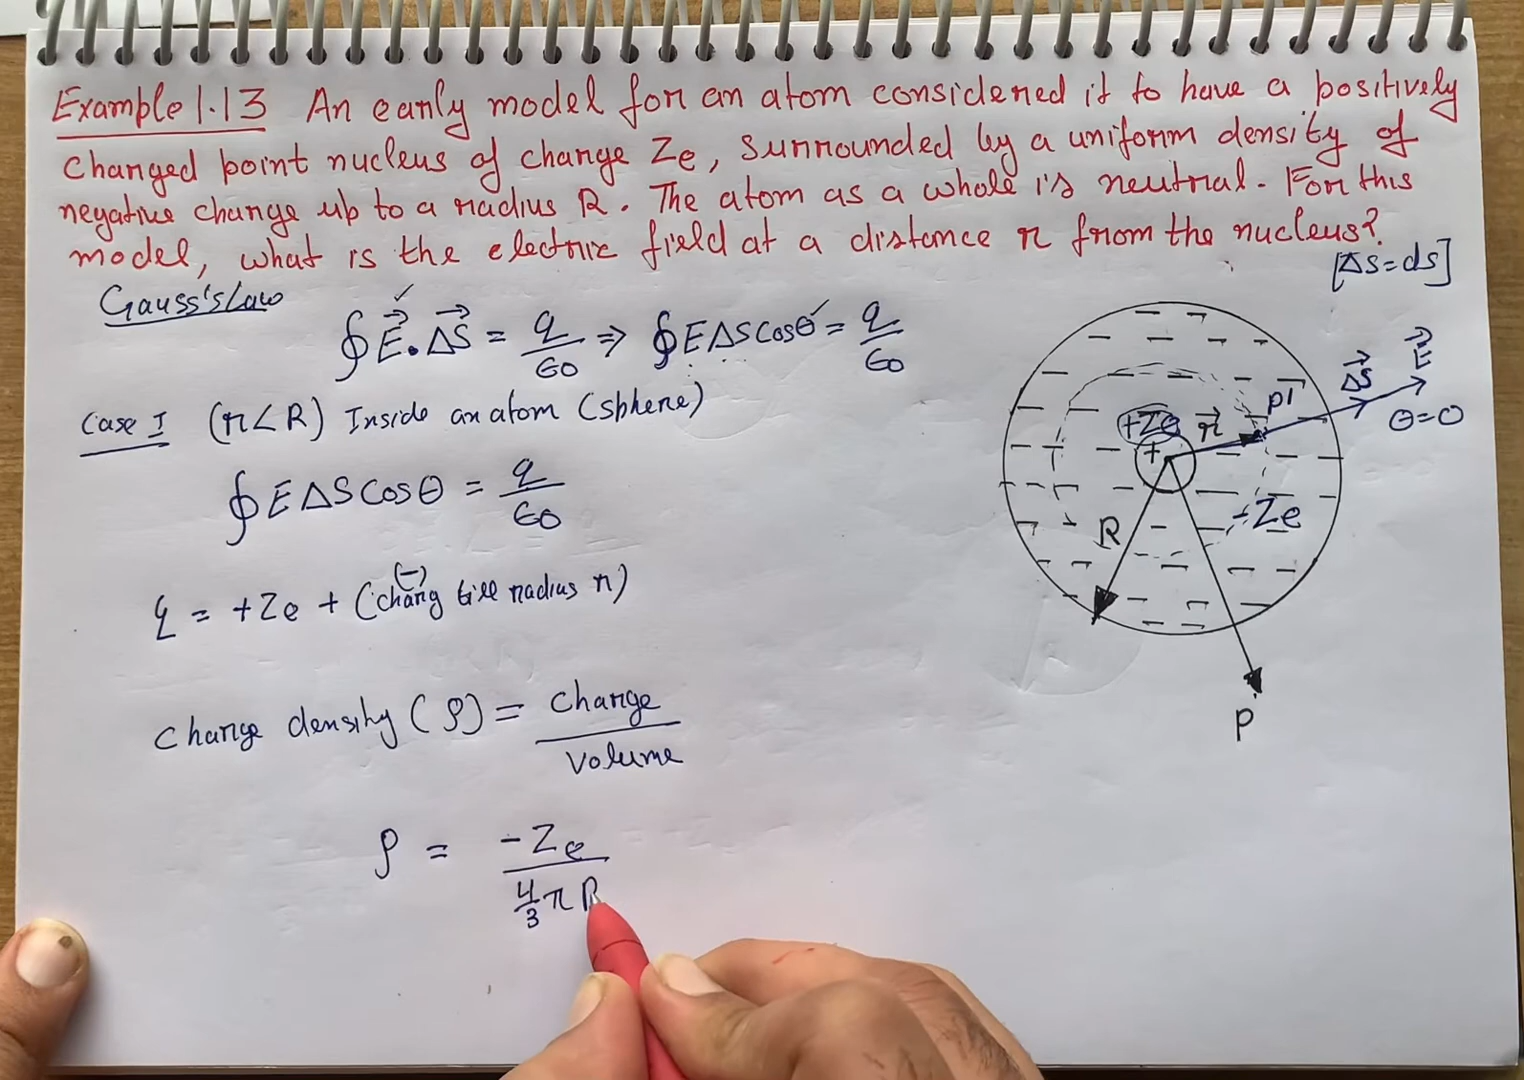 Example 1.13 An early model for an atom considered it to have a positively
charged point nucleus of charge Ze, surrounded by a uniform density of
negative charge up to a radius R. The atom as a whole is neutral. For this
model, what is the electric field at a distance r from the nucleus?
[ΔS=ds]
Gauss's Law
∮ E⃗ . ΔS⃗ = q/ϵ0 ⇒ ∮ E ΔS Cosθ = q/ϵ0
Case I (r<R) Inside an atom (sphere)
∮ E ΔS Cosθ = q/ϵ0
q = +Ze + ((-) charg till radius r)
Charge density (ρ) = Charge/Volume
ρ = -Ze / 4/3 π R
+Ze
+
r⃗
P'
ΔS⃗
E⃗
θ=0
-Ze
R
P